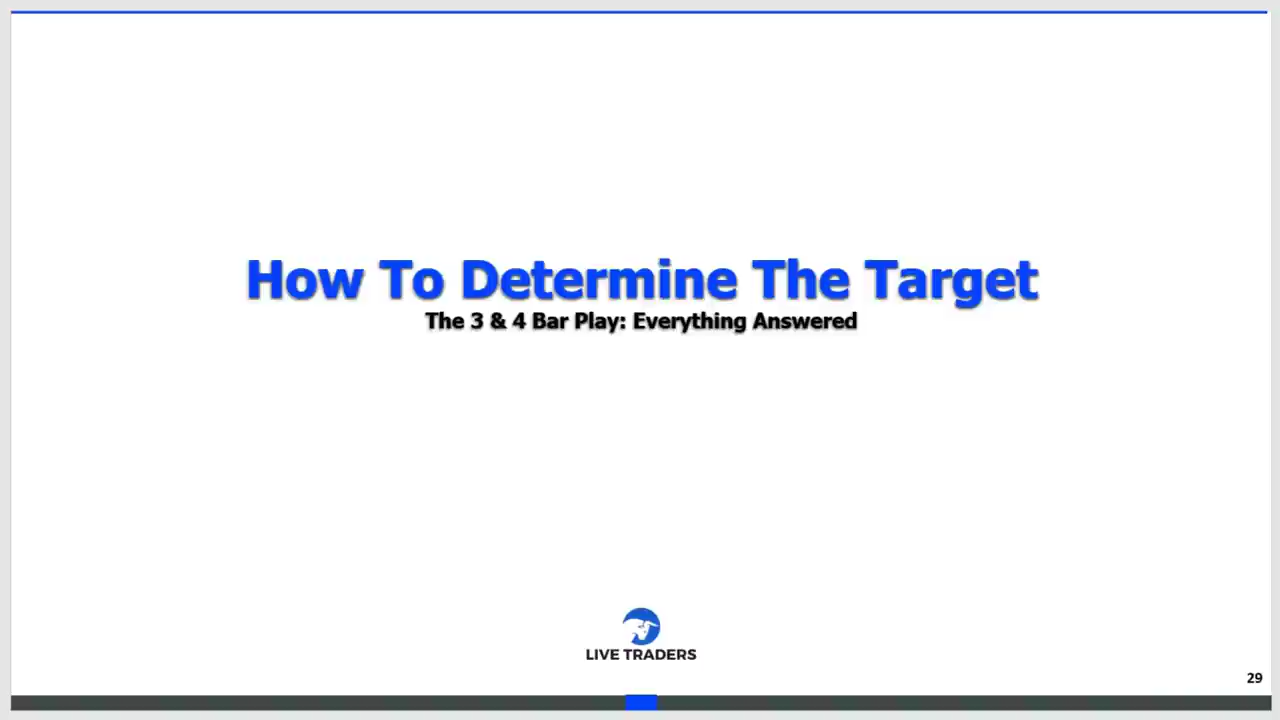 How To Determine The Target
The 3 & 4 Bar Play: Everything Answered
LIVE TRADERS
29